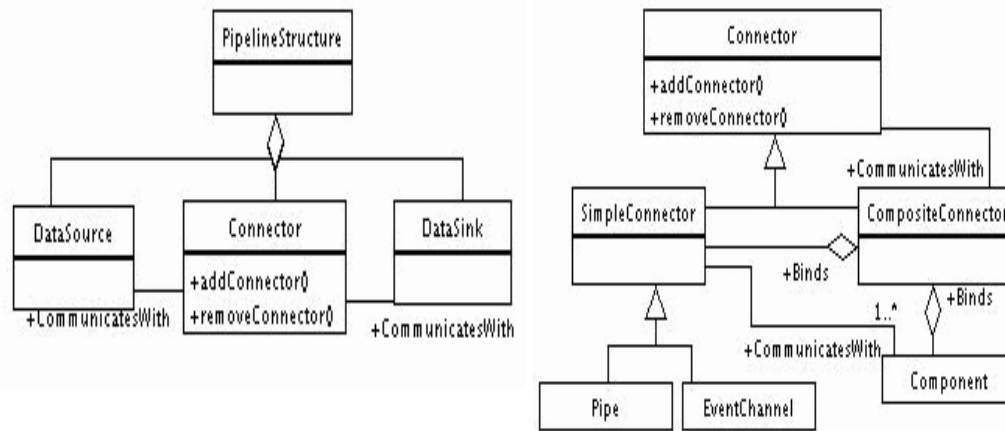 PipelineStructure
DataSource
Connector
+addConnector()
+removeConnector()
DataSink
+CommunicatesWith
+CommunicatesWith
Connector
+addConnector()
+removeConnector()
+CommunicatesWith
SimpleConnector
CompositeConnector
+Binds
+Binds
1..*
+CommunicatesWith
Pipe
EventChannel
Component